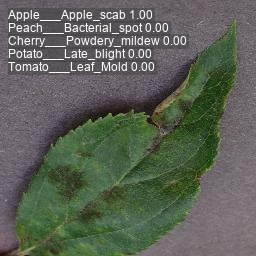 Apple___Apple_scab 1.00
Peach___Bacterial_spot 0.00
Cherry___Powdery_mildew 0.00
Potato___Late_blight 0.00
Tomato___Leaf_Mold 0.00